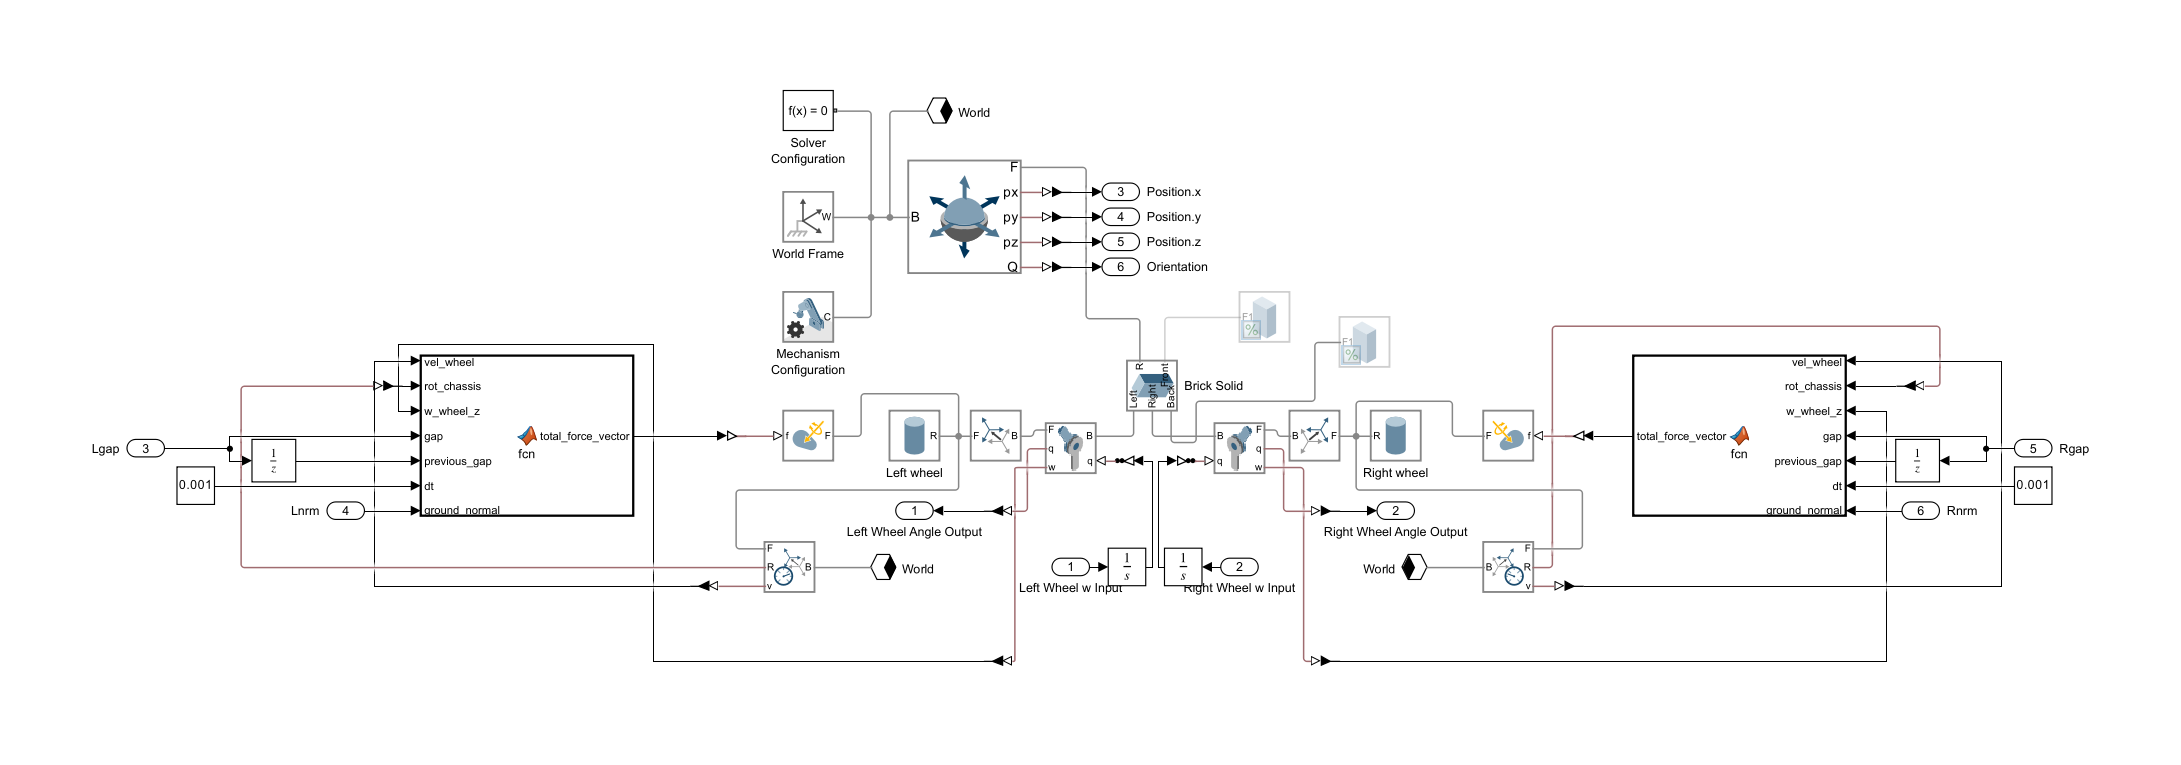 f(x) = 0
Solver
Configuration
World
W
World Frame
C
Mechanism
Configuration
B
F
px
py
pz
Q
3
Position.x
4
Position.y
5
Position.z
6
Orientation
F1
%
F1
%
R
Front
Left
Right
Back
Brick Solid
Lgap
3
1
z
0.001
Lnrm
4
vel_wheel
rot_chassis
w_wheel_z
gap
previous_gap
dt
ground_normal
fcn
total_force_vector
f
F
R
Left wheel
F
B
F
q
w
B
q
1
Left Wheel Angle Output
F
R
v
B
World
1
Left Wheel w Input
1
s
1
s
2
Right Wheel w Input
B
q
F
q
w
B
F
R
Right wheel
F
f
2
Right Wheel Angle Output
World
B
F
R
v
total_force_vector
fcn
vel_wheel
rot_chassis
w_wheel_z
gap
previous_gap
dt
ground_normal
1
z
5
Rgap
0.001
6
Rnrm